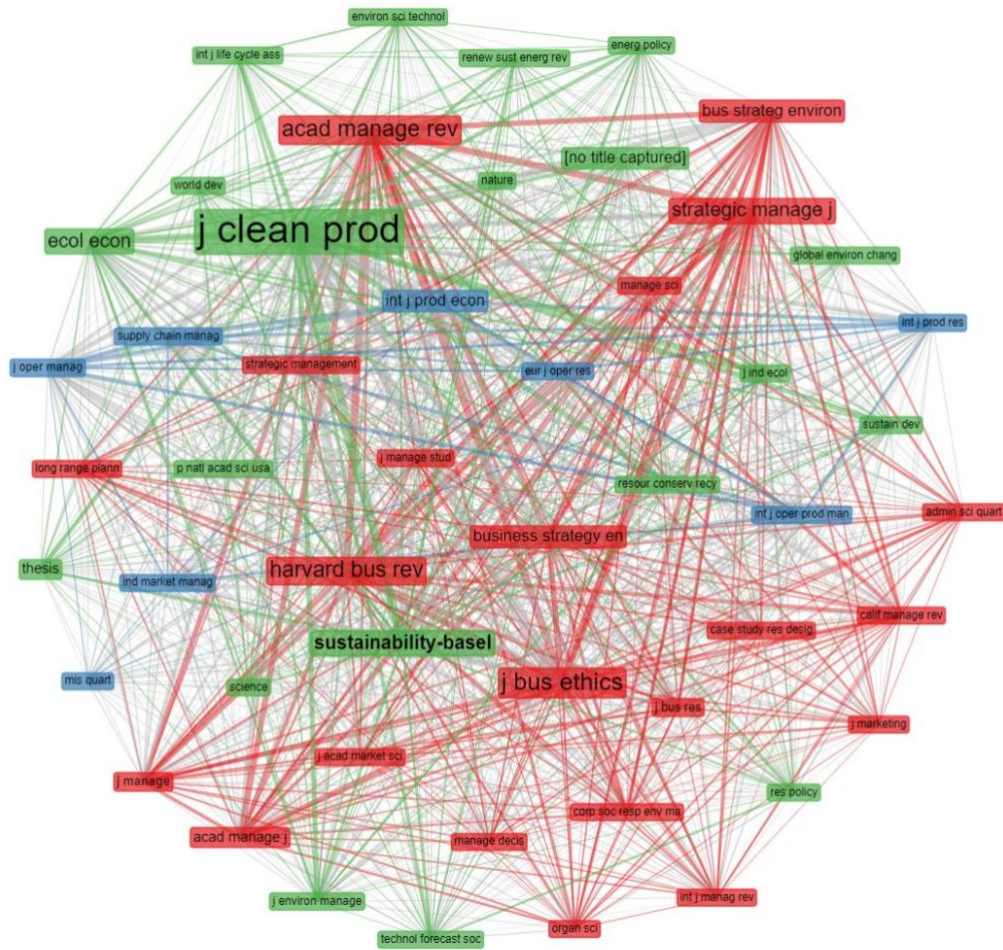 environ sci technol
energ policy
int j life cycle ass
renew sust energ rev
bus strateg environ
acad manage rev
[no title captured]
nature
world dev
strategic manage j
j clean prod
ecol econ
global environ chang
manage sci
int j prod econ
int j prod res
supply chain manag
strategic management
j oper manag
eur j oper res
j ind ecol
sustain dev
j manage stud
long range plann
p natl acad sci usa
resour conserv recy
int j oper prod man
admin sci quart
business strategy en
thesis
harvard bus rev
ind market manag
calif manage rev
case study res desig
sustainability-basel
mis quart
science
j bus ethics
j bus res
j marketing
j acad market sci
j manage
res policy
corp soc resp env ma
acad manage j
manage decis
int j manag rev
j environ manage
organ sci
technol forecast soc